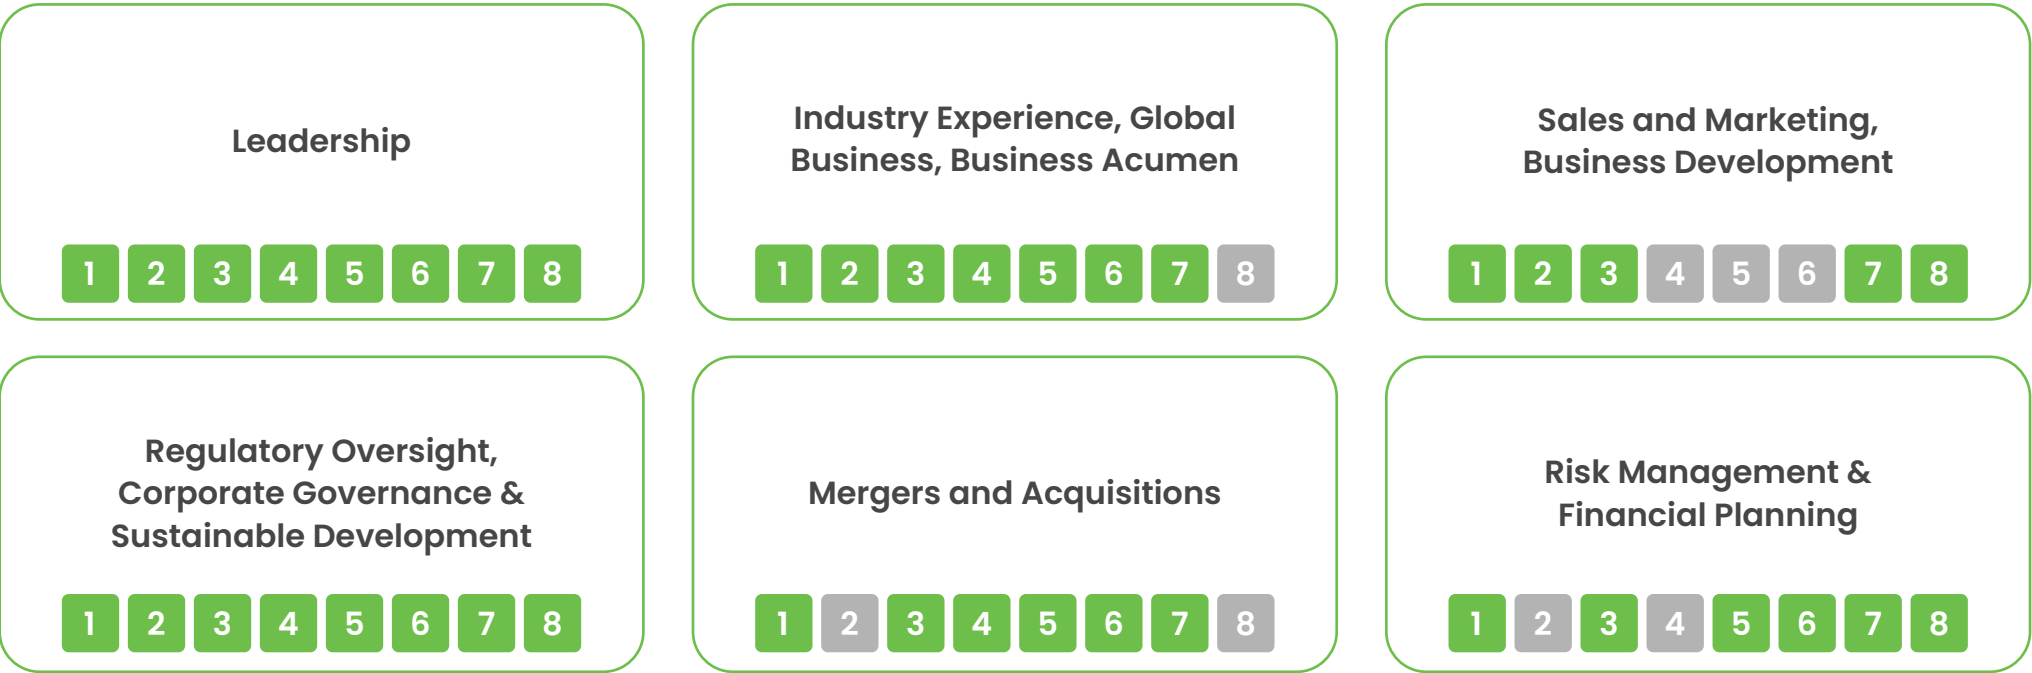 Leadership
1 2 3 4 5 6 7 8
Industry Experience, Global
Business, Business Acumen
1 2 3 4 5 6 7 8
Sales and Marketing,
Business Development
1 2 3 4 5 6 7 8
Regulatory Oversight,
Corporate Governance &
Sustainable Development
1 2 3 4 5 6 7 8
Mergers and Acquisitions
1 2 3 4 5 6 7 8
Risk Management &
Financial Planning
1 2 3 4 5 6 7 8